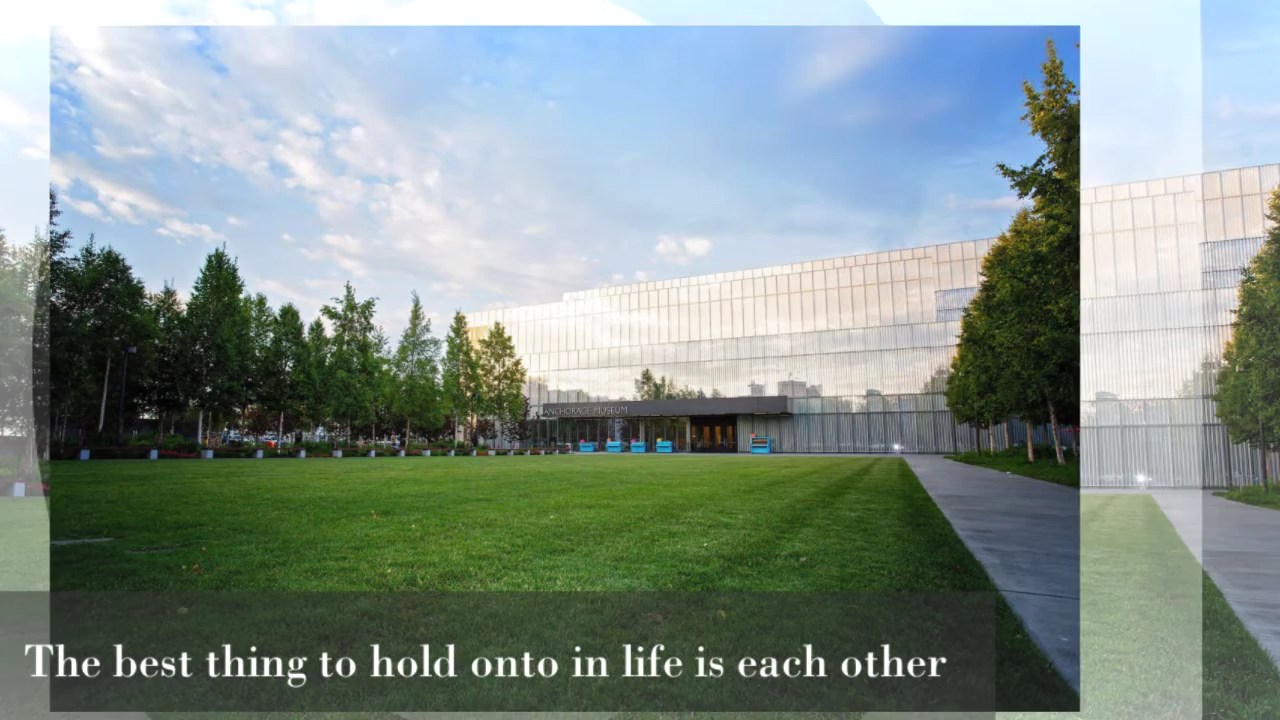 ANCHORAGE MUSEUM
The best thing to hold onto in life is each other